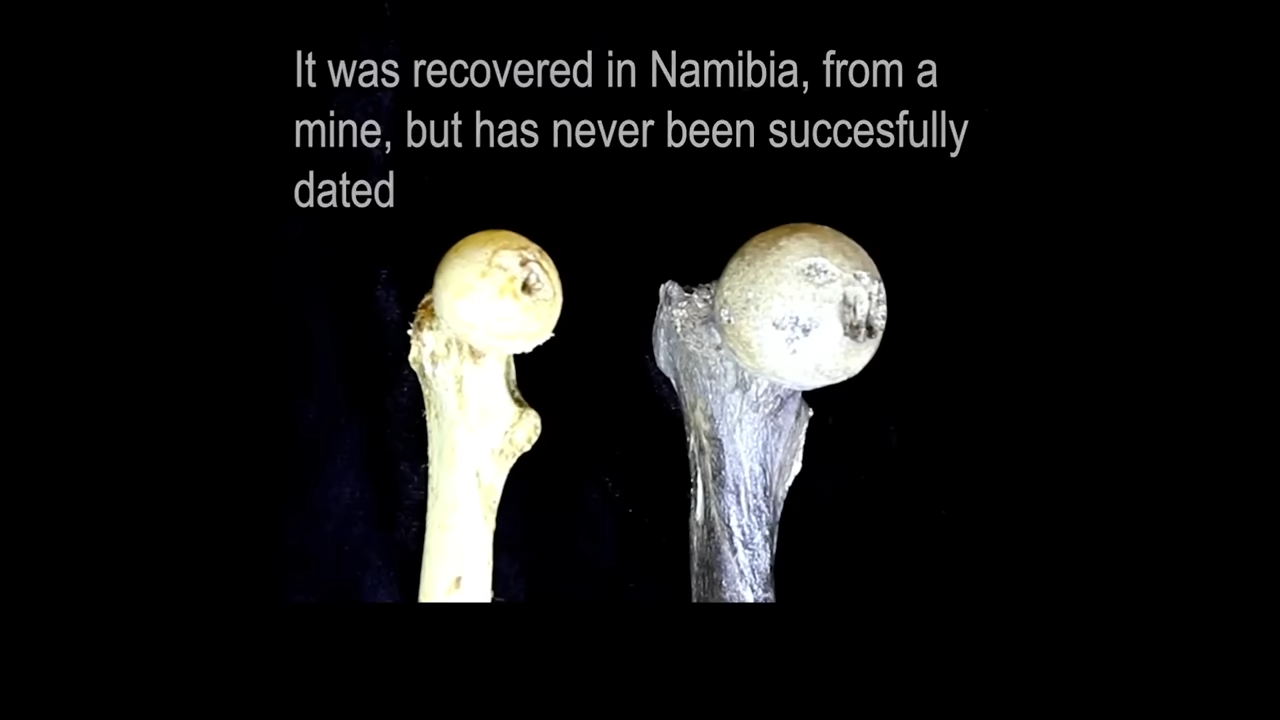 It was recovered in Namibia, from a
mine, but has never been succesfully
dated